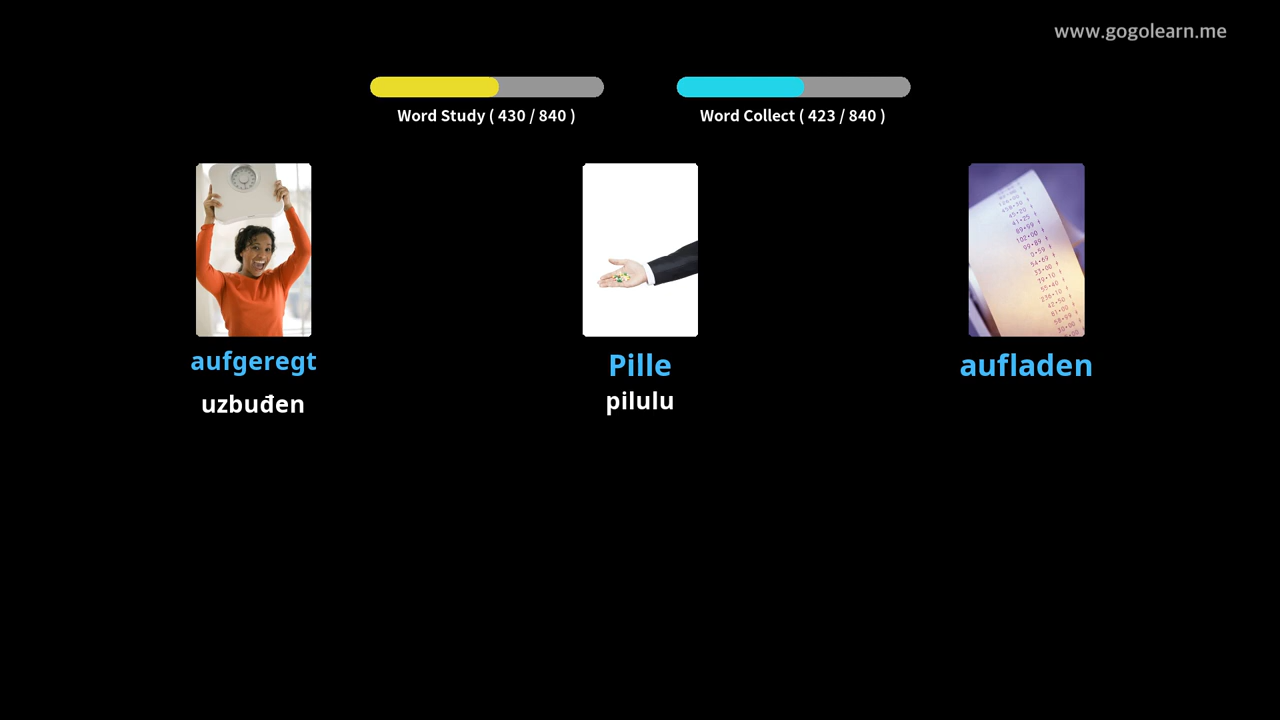 www.gogolearn.me
Word Study ( 430 / 840 )
Word Collect ( 423 / 840 )
aufgeregt
uzbuđen
Pille
pilulu
aufladen